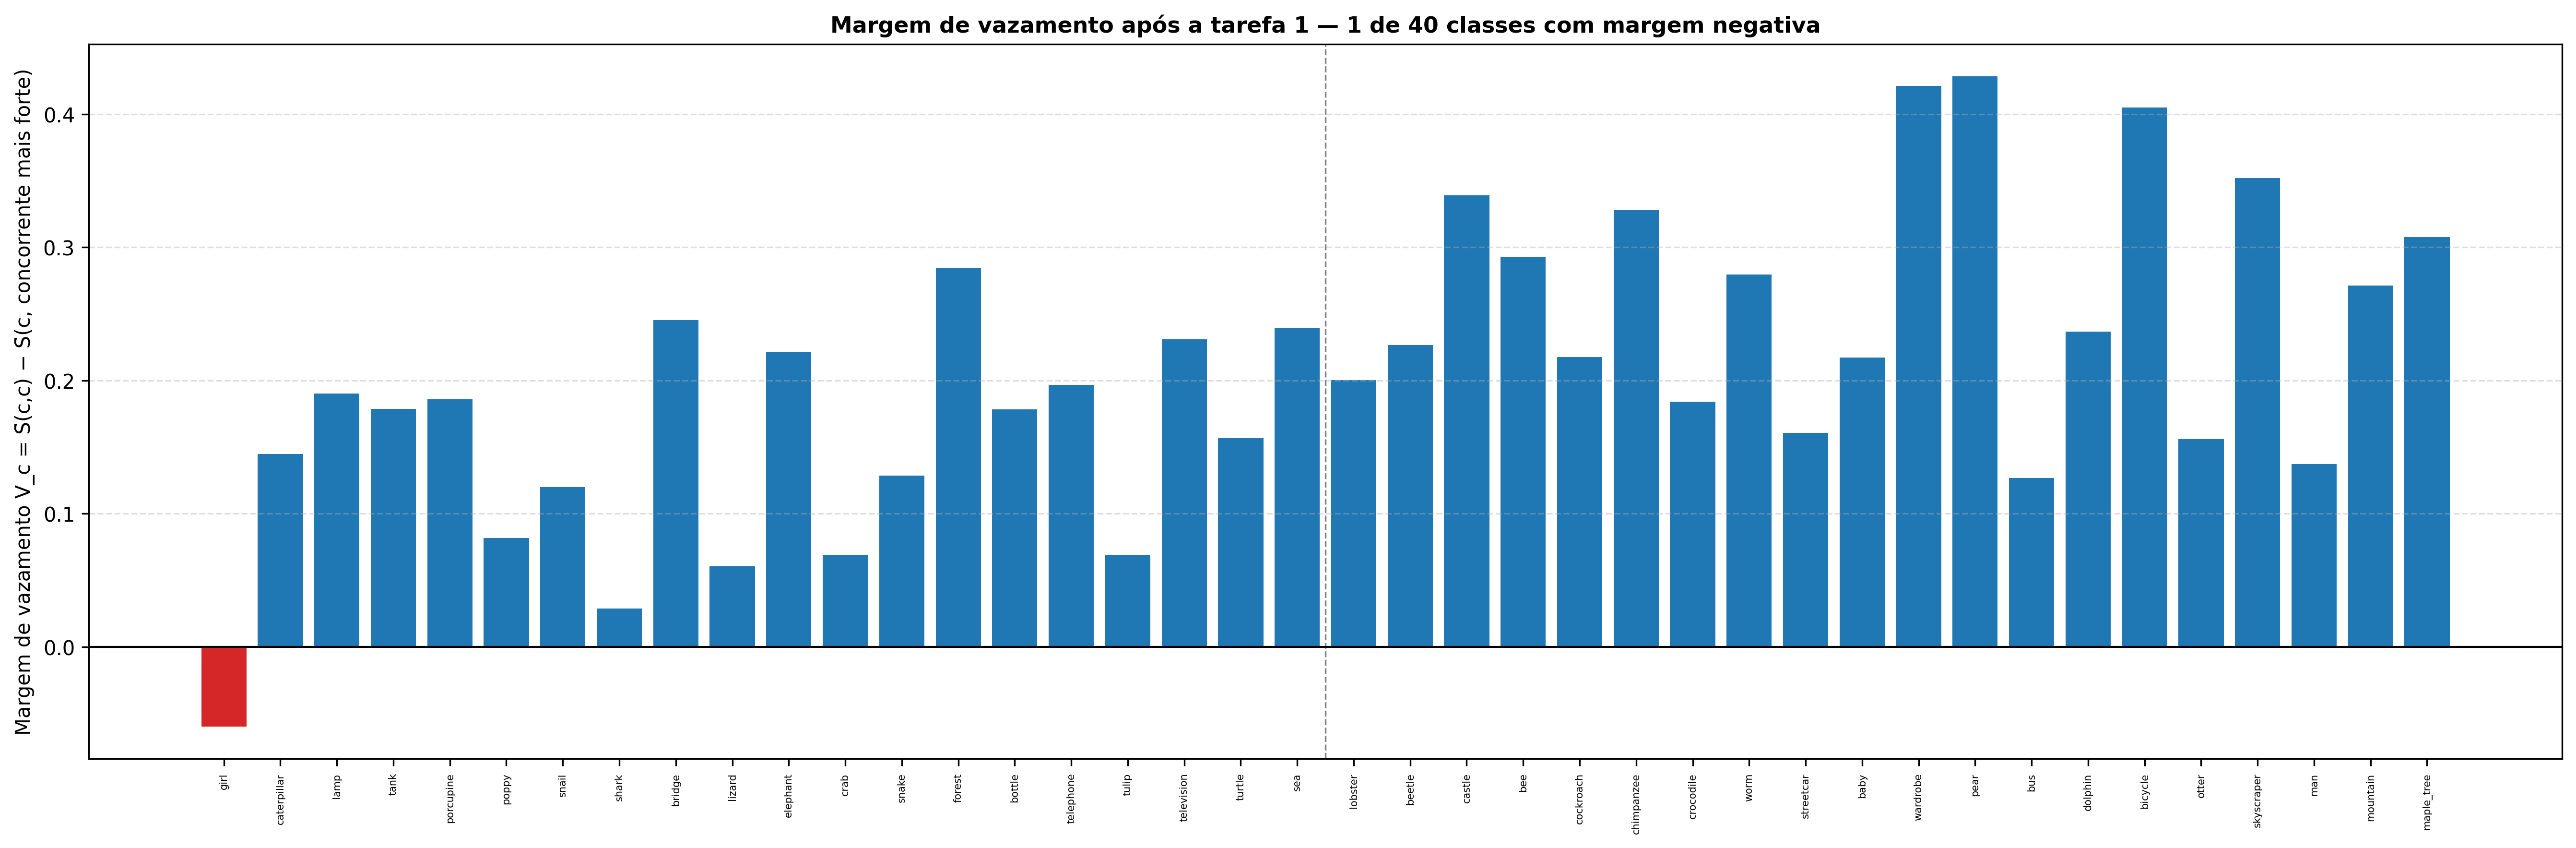 Margem de vazamento após a tarefa 1 — 1 de 40 classes com margem negativa
Margem de vazamento V_c = S(c,c) − S(c, concorrente mais forte)
0.4
0.3
0.2
0.1
0.0
girl
caterpillar
lamp
tank
porcupine
poppy
snail
shark
bridge
lizard
elephant
crab
snake
forest
bottle
telephone
tulip
television
turtle
sea
lobster
beetle
castle
bee
cockroach
chimpanzee
crocodile
worm
streetcar
baby
wardrobe
pear
bus
dolphin
bicycle
otter
skyscraper
man
mountain
maple_tree